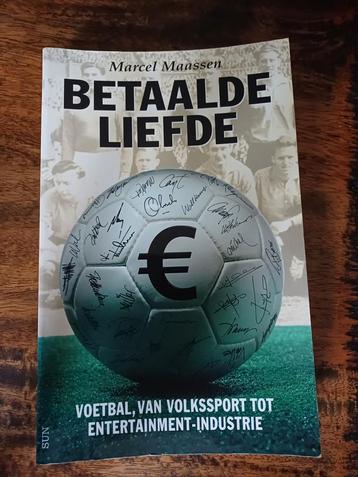 Marcel Maassen
BETAALDE
LIEFDE
€
VOETBAL, VAN VOLKSSPORT TOT
ENTERTAINMENT-INDUSTRIE
SUN